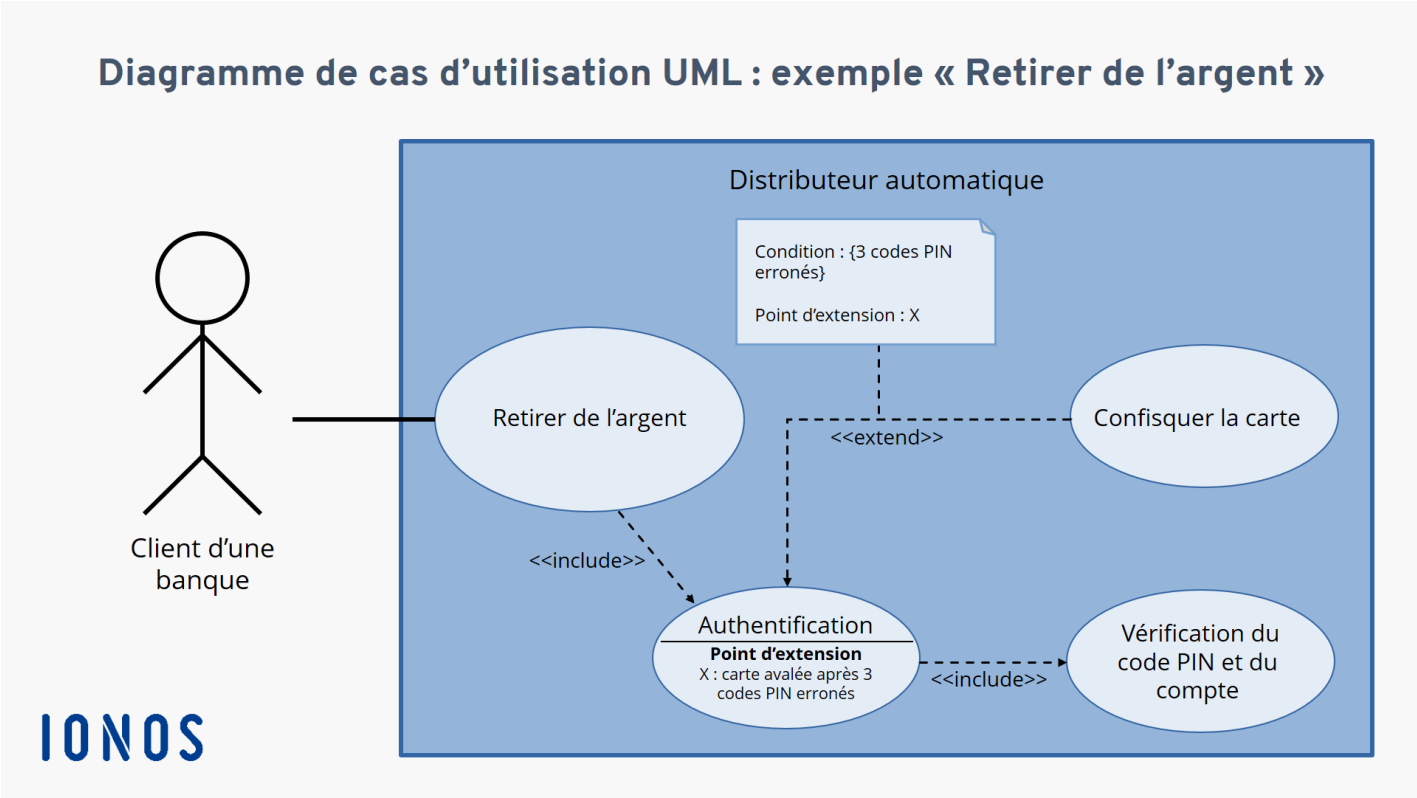 Diagramme de cas d’utilisation UML : exemple « Retirer de l’argent »
Distributeur automatique
Condition : {3 codes PIN
erronés}
Point d’extension : X
Retirer de l’argent
Confisquer la carte
<<extend>>
Client d’une
banque
<<include>>
Authentification
Point d’extension
X : carte avalée après 3
codes PIN erronés
<<include>>
Vérification du
code PIN et du
compte
IONOS